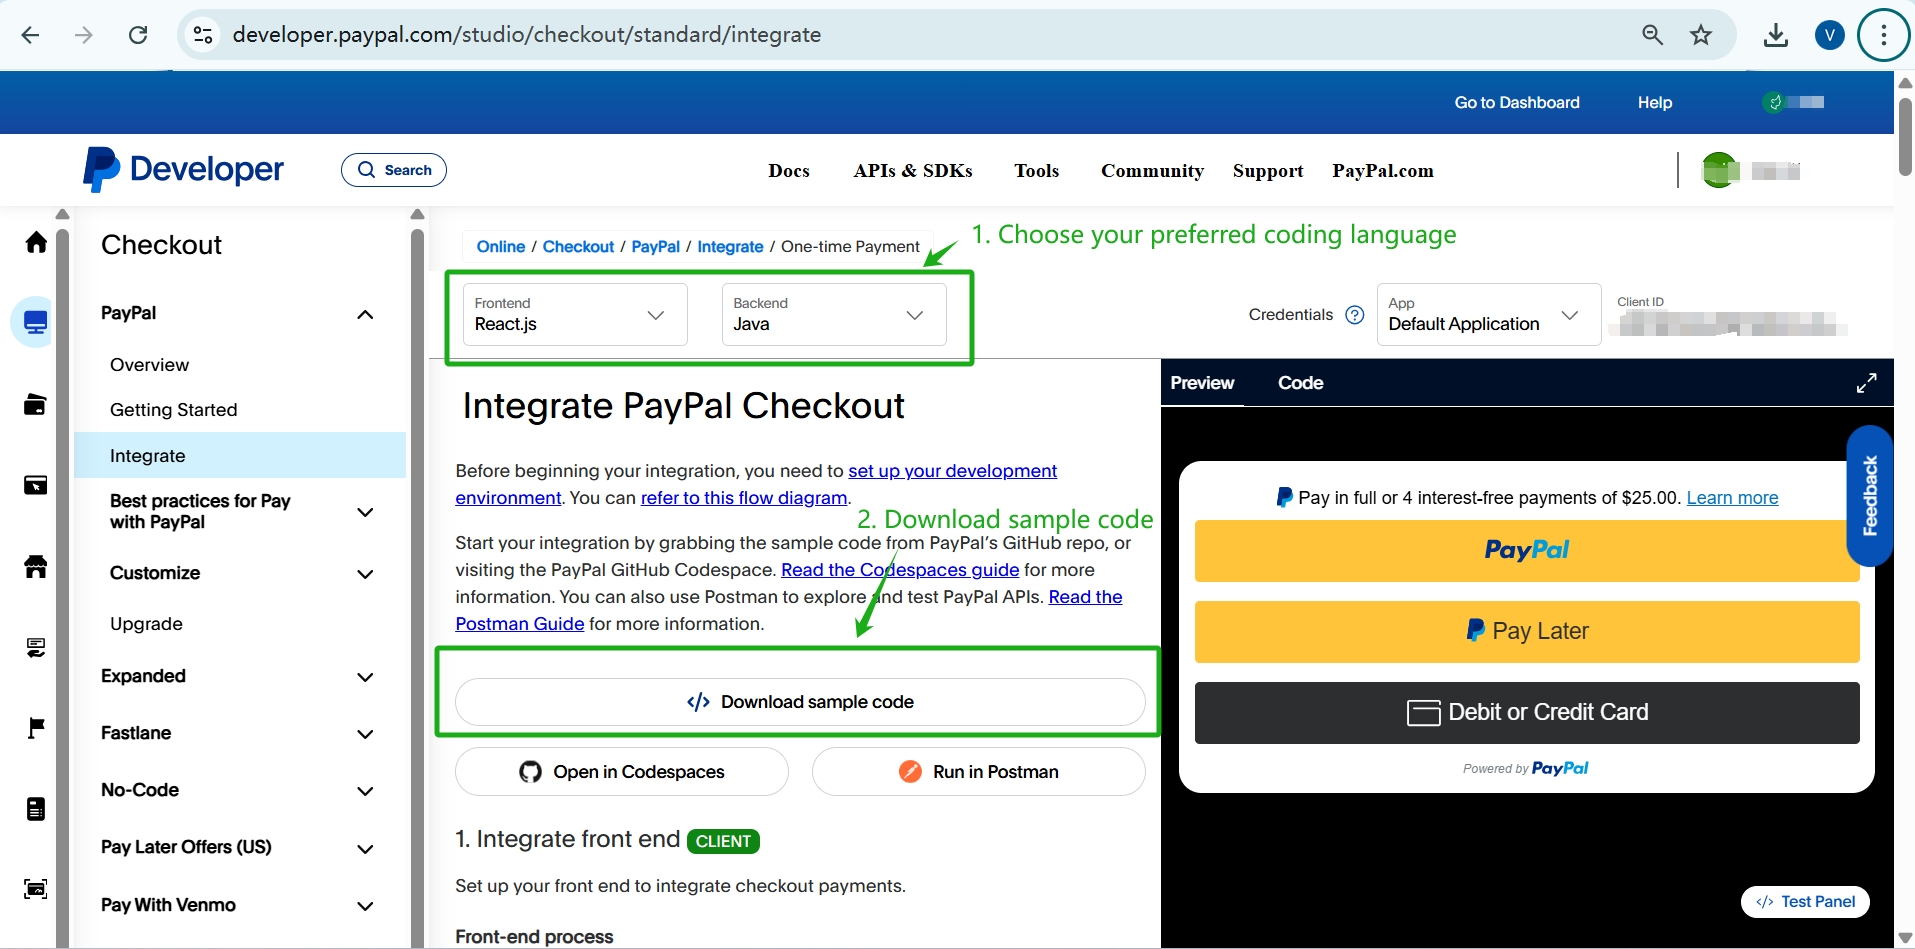 developer.paypal.com/studio/checkout/standard/integrate
V
Go to Dashboard
Help
Developer
Search
Docs
APIs & SDKs
Tools
Community
Support
PayPal.com
Checkout
PayPal
Overview
Getting Started
Integrate
Best practices for Pay
with PayPal
Customize
Upgrade
Expanded
Fastlane
No-Code
Pay Later Offers (US)
Pay With Venmo
Online / Checkout / PayPal / Integrate / One-time Payment
1. Choose your preferred coding language
Frontend
React.js
Backend
Java
Credentials
?
App
Default Application
Client ID
Integrate PayPal Checkout
Before beginning your integration, you need to set up your development
environment. You can refer to this flow diagram.
2. Download sample code
Start your integration by grabbing the sample code from PayPal's GitHub repo, or
visiting the PayPal GitHub Codespace. Read the Codespaces guide for more
information. You can also use Postman to explore and test PayPal APIs. Read the
Postman Guide for more information.
</> Download sample code
Open in Codespaces
Run in Postman
1. Integrate front end CLIENT
Set up your front end to integrate checkout payments.
Front-end process
Preview
Code
Feedback
Pay in full or 4 interest-free payments of $25.00. Learn more
PayPal
Pay Later
Debit or Credit Card
Powered by PayPal
</> Test Panel